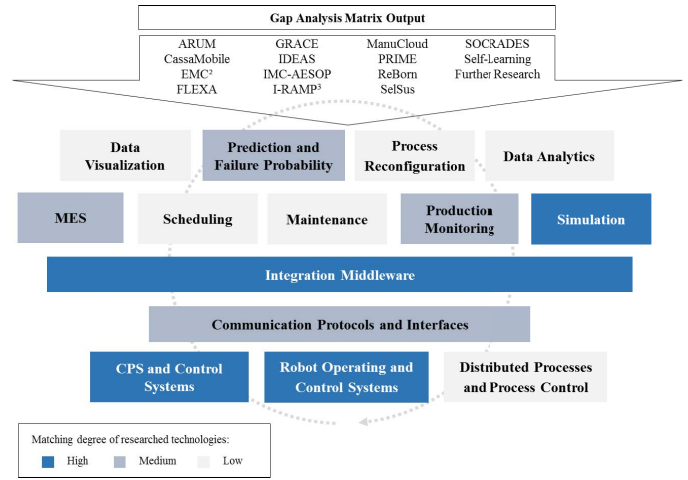 Gap Analysis Matrix Output
ARUM GRACE ManuCloud SOCRADES
CassaMobile IDEAS PRIME Self-Learning
EMC² IMC-AESOP ReBorn Further Research
FLEXA I-RAMP³ SelSus
Data Visualization
Prediction and Failure Probability
Process Reconfiguration
Data Analytics
MES
Scheduling
Maintenance
Production Monitoring
Simulation
Integration Middleware
Communication Protocols and Interfaces
CPS and Control Systems
Robot Operating and Control Systems
Distributed Processes and Process Control
Matching degree of researched technologies:
High Medium Low